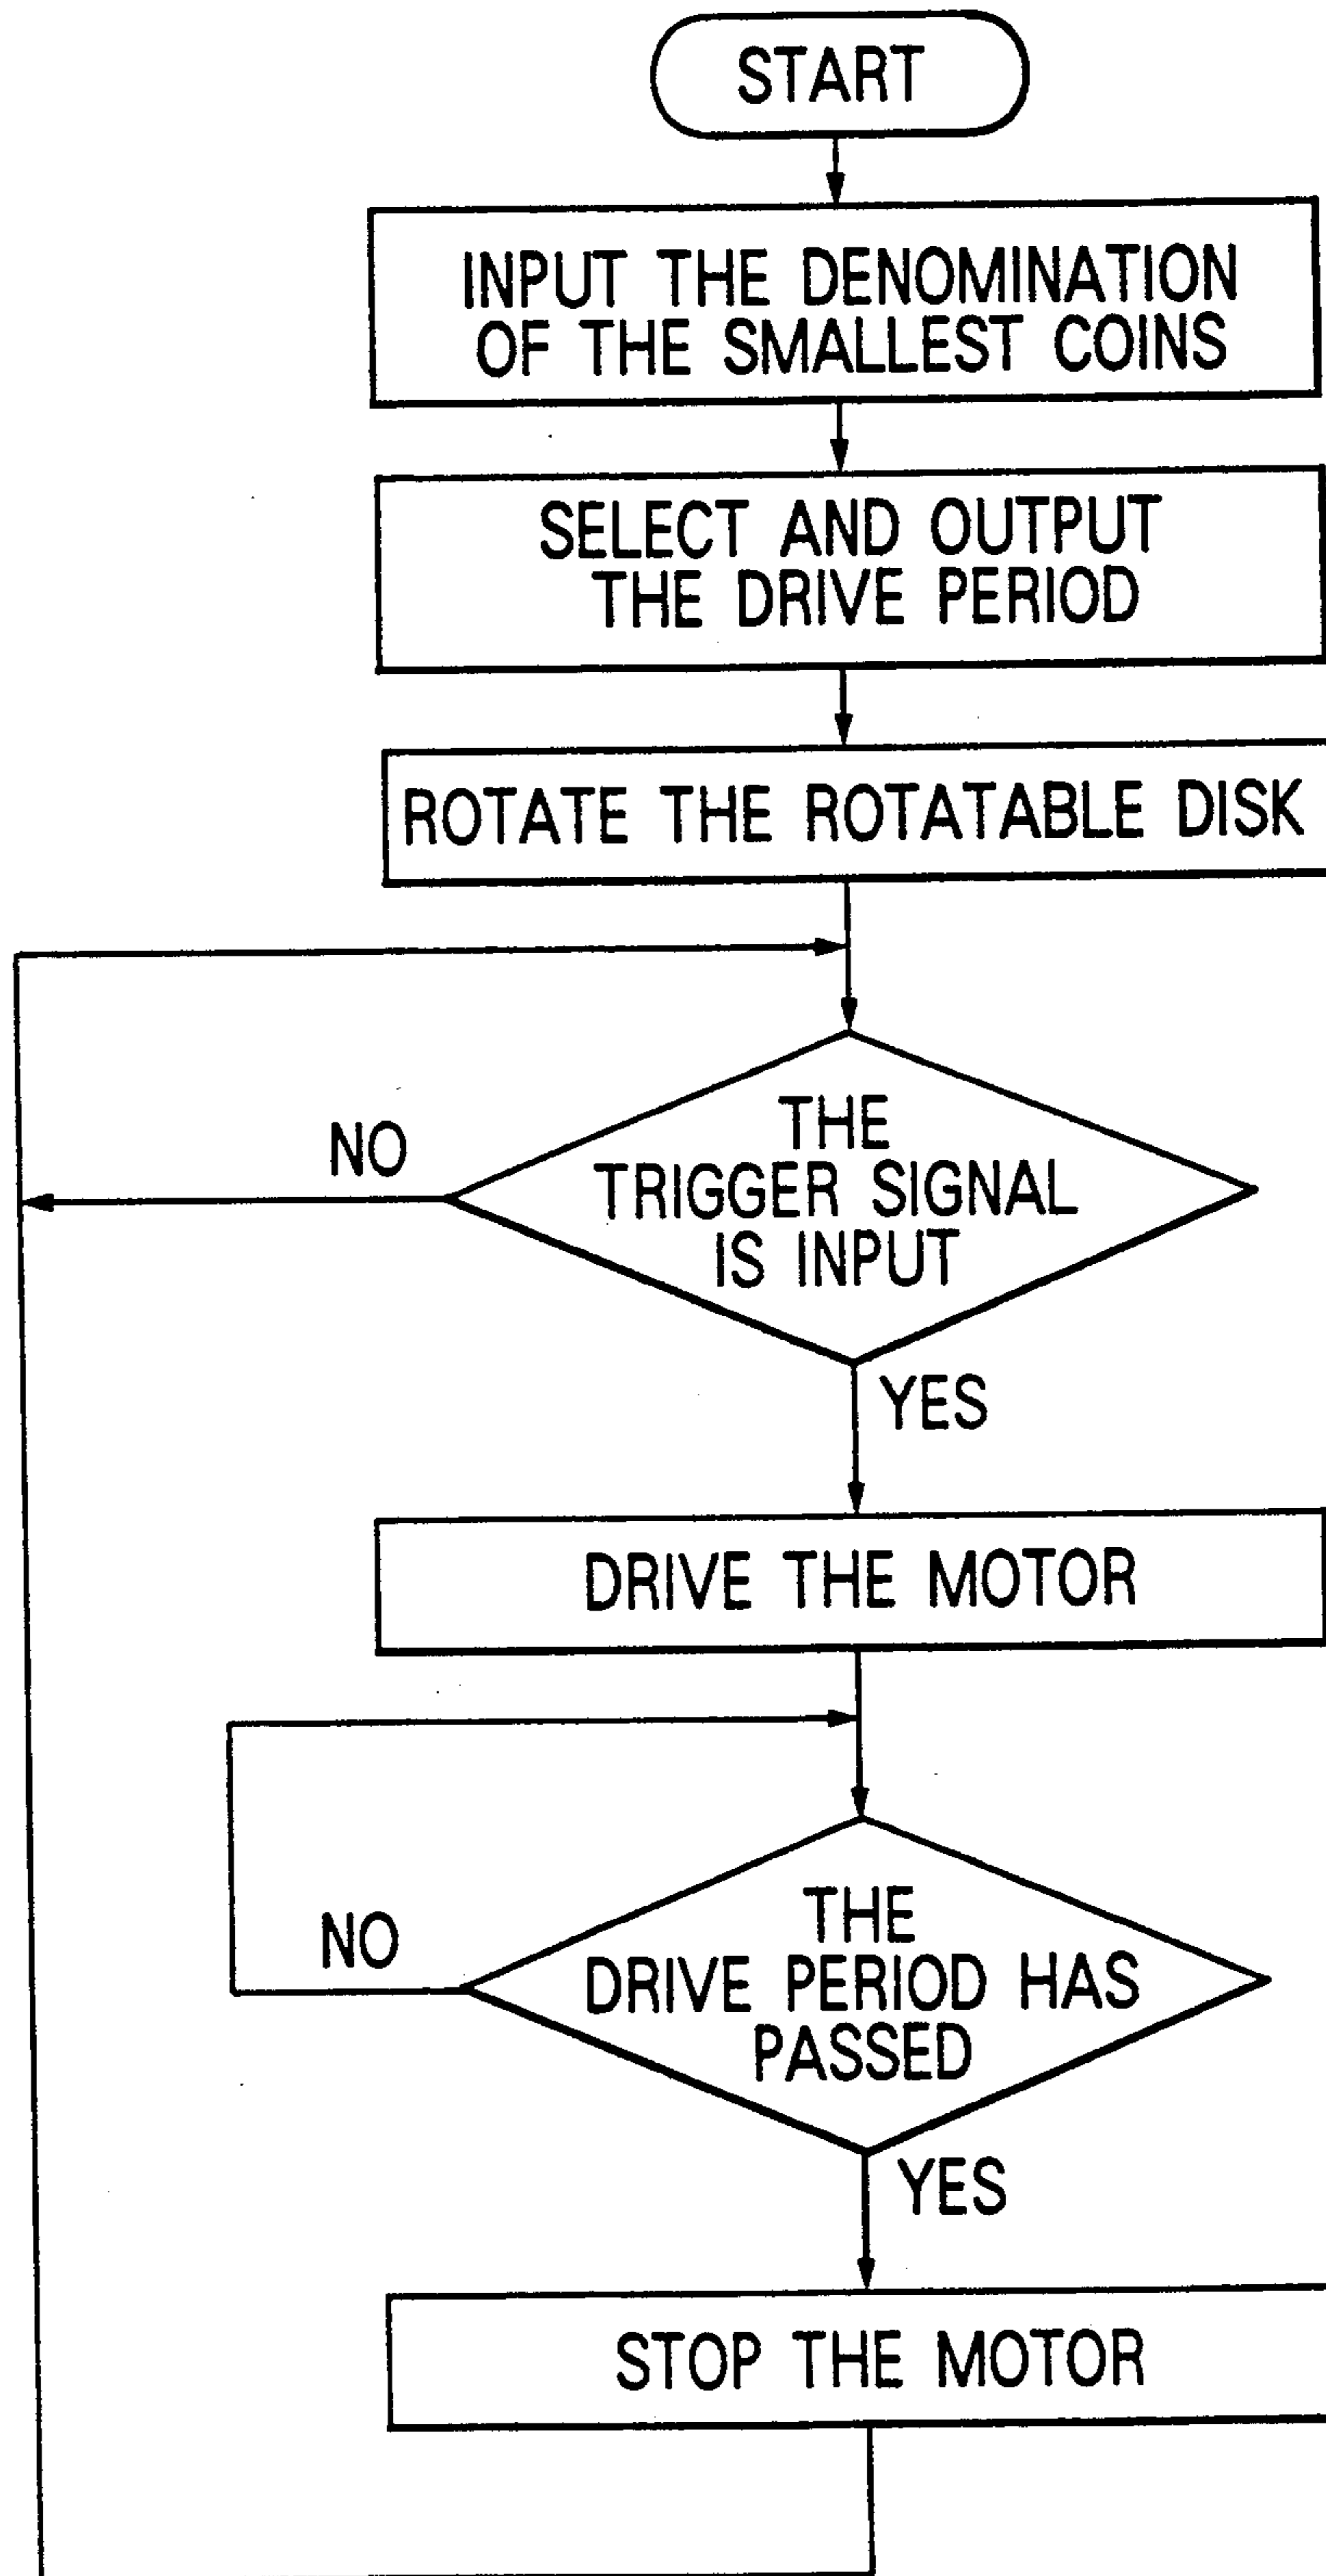 START
INPUT THE DENOMINATION
OF THE SMALLEST COINS
SELECT AND OUTPUT
THE DRIVE PERIOD
ROTATE THE ROTATABLE DISK
THE
TRIGGER SIGNAL
IS INPUT
NO
YES
DRIVE THE MOTOR
THE
DRIVE PERIOD HAS
PASSED
NO
YES
STOP THE MOTOR